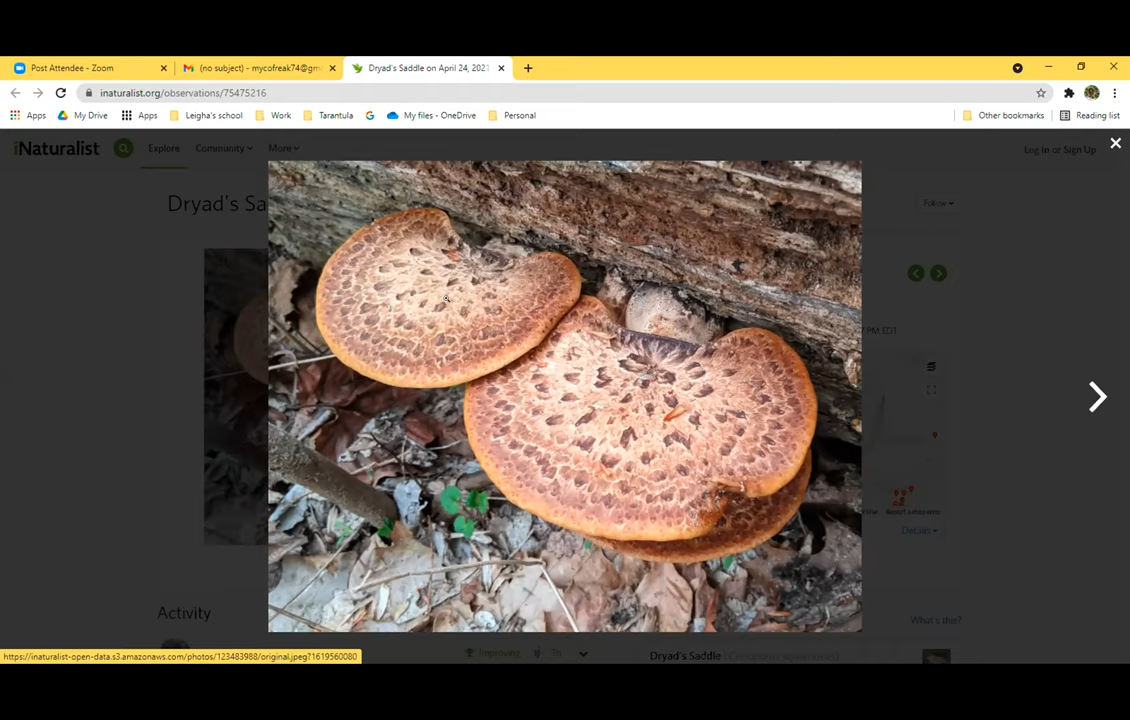 Post Attendee - Zoom
(no subject) - mycofreak74@gm
Dryad's Saddle on April 24, 2021
inaturalist.org/observations/75475216
Apps
My Drive
Apps
Leigha's school
Work
Tarantula
My files - OneDrive
Personal
Other bookmarks
Reading list
iNaturalist
Explore
Community
More
Log In or Sign Up
Dryad's Sa
Follow
7 PM EDT
Details
Activity
What's this?
Improving
Dryad's Saddle
https://inaturalist-open-data.s3.amazonaws.com/photos/123483988/original.jpeg?1619560080